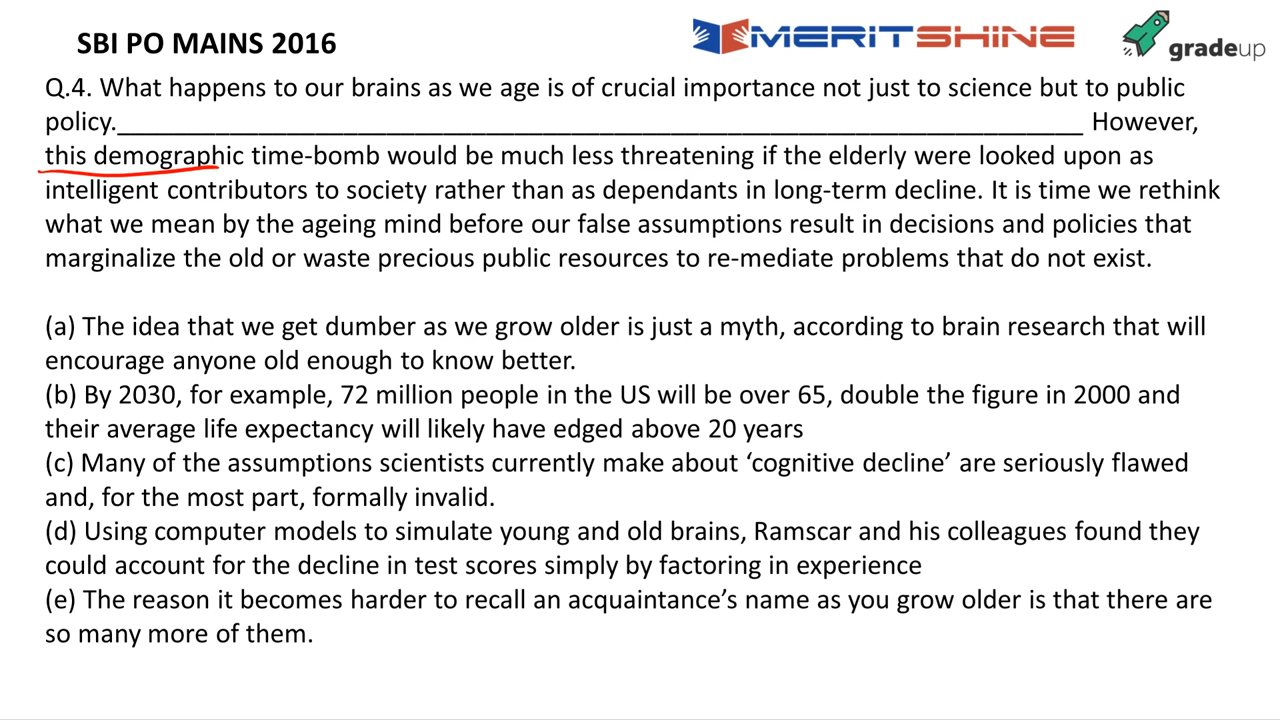 SBI PO MAINS 2016
MERITSHINE
gradeup
Q.4. What happens to our brains as we age is of crucial importance not just to science but to public
policy.______________________________________________________________________ However,
this demographic time-bomb would be much less threatening if the elderly were looked upon as
intelligent contributors to society rather than as dependants in long-term decline. It is time we rethink
what we mean by the ageing mind before our false assumptions result in decisions and policies that
marginalize the old or waste precious public resources to re-mediate problems that do not exist.
(a) The idea that we get dumber as we grow older is just a myth, according to brain research that will
encourage anyone old enough to know better.
(b) By 2030, for example, 72 million people in the US will be over 65, double the figure in 2000 and
their average life expectancy will likely have edged above 20 years
(c) Many of the assumptions scientists currently make about ‘cognitive decline’ are seriously flawed
and, for the most part, formally invalid.
(d) Using computer models to simulate young and old brains, Ramscar and his colleagues found they
could account for the decline in test scores simply by factoring in experience
(e) The reason it becomes harder to recall an acquaintance’s name as you grow older is that there are
so many more of them.